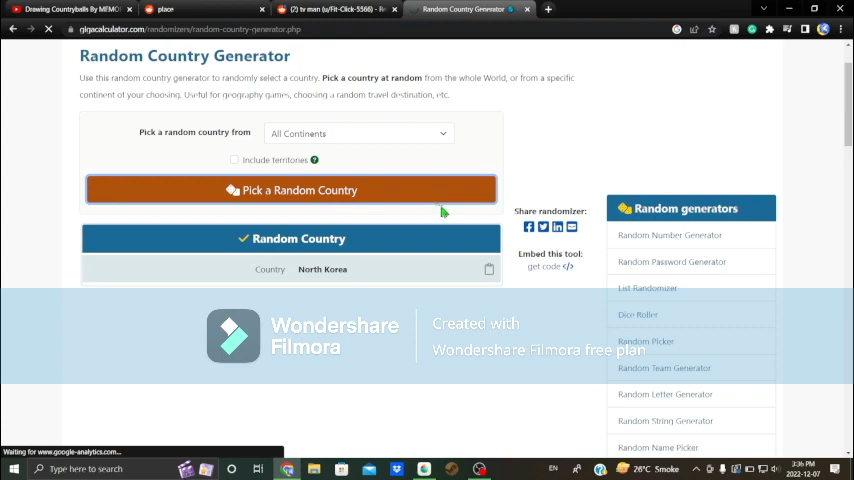 Drawing Countryballs By MEMO
place
(2) tv man (u/Fit-Click-5566) - Re
Random Country Generator
gigacalculator.com/randomizers/random-country-generator.php
Random Country Generator
Use this random country generator to randomly select a country. Pick a country at random from the whole World, or from a specific
continent of your choosing. Useful for geography games, choosing a random travel destination, etc.
Pick a random country from All Continents
Include territories ?
Pick a Random Country
Random Country
Country North Korea
Share randomizer:
Embed this tool:
get code </>
Random generators
Random Number Generator
Random Password Generator
List Randomizer
Dice Roller
Random Picker
Random Team Generator
Random Letter Generator
Random String Generator
Random Name Picker
Wondershare
Filmora
Created with
Wondershare Filmora free plan
Waiting for www.google-analytics.com...
Type here to search
EN
26°C Smoke
3:36 PM
2022-12-07